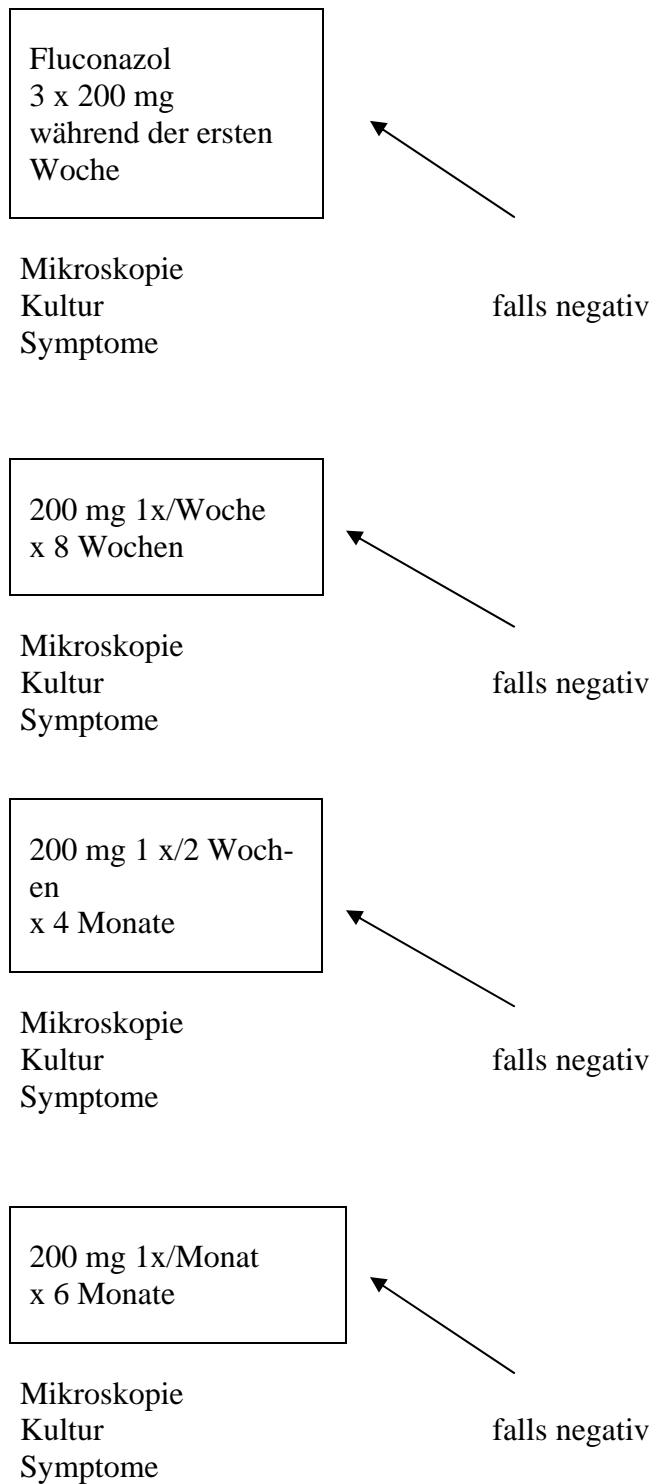 Fluconazol
3 x 200 mg
während der ersten
Woche
Mikroskopie
Kultur falls negativ
Symptome
200 mg 1x/Woche
x 8 Wochen
Mikroskopie
Kultur falls negativ
Symptome
200 mg 1 x/2 Woch-
en
x 4 Monate
Mikroskopie
Kultur falls negativ
Symptome
200 mg 1x/Monat
x 6 Monate
Mikroskopie
Kultur falls negativ
Symptome